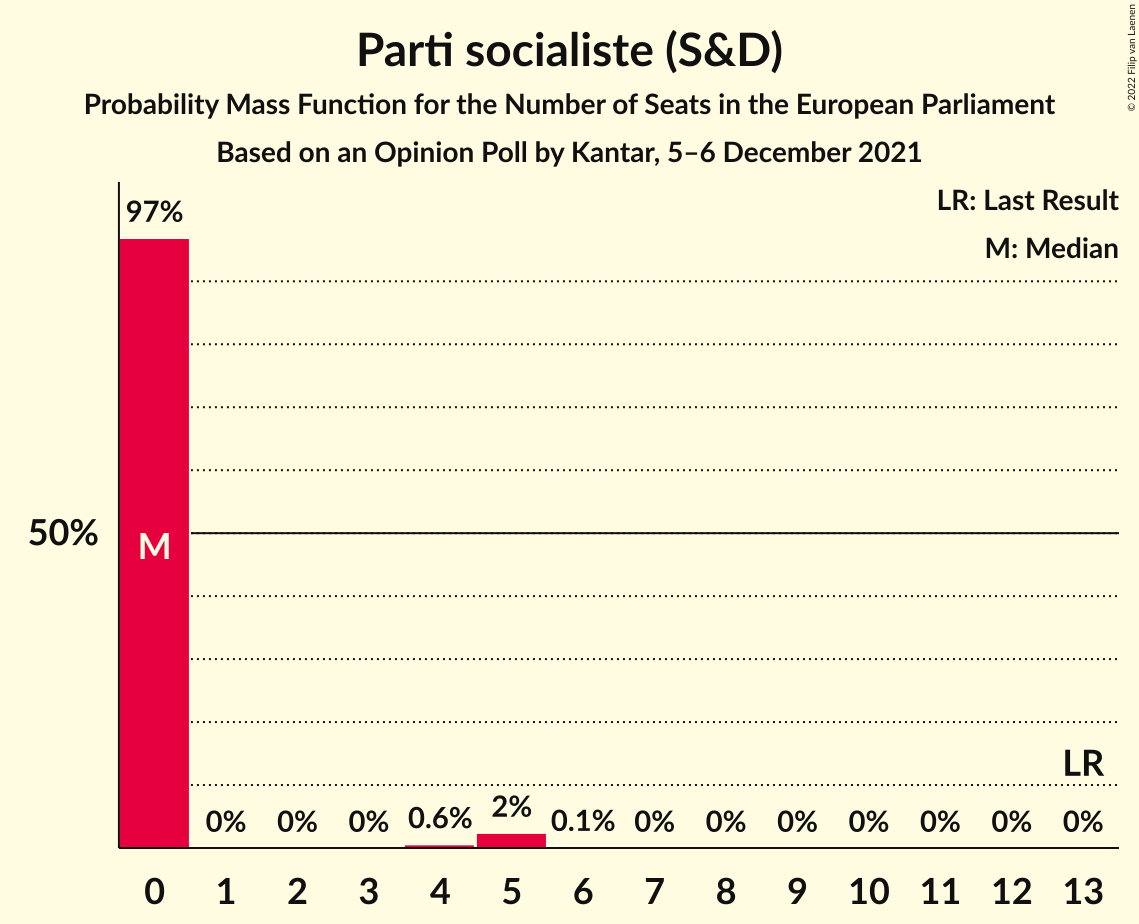 Parti socialiste (S&D)
Probability Mass Function for the Number of Seats in the European Parliament
Based on an Opinion Poll by Kantar, 5–6 December 2021
© 2022 Filip van Laenen
LR: Last Result
M: Median
97%
50%
M
LR
0% 0% 0% 0.6% 2% 0.1% 0% 0% 0% 0% 0% 0% 0%
0 1 2 3 4 5 6 7 8 9 10 11 12 13